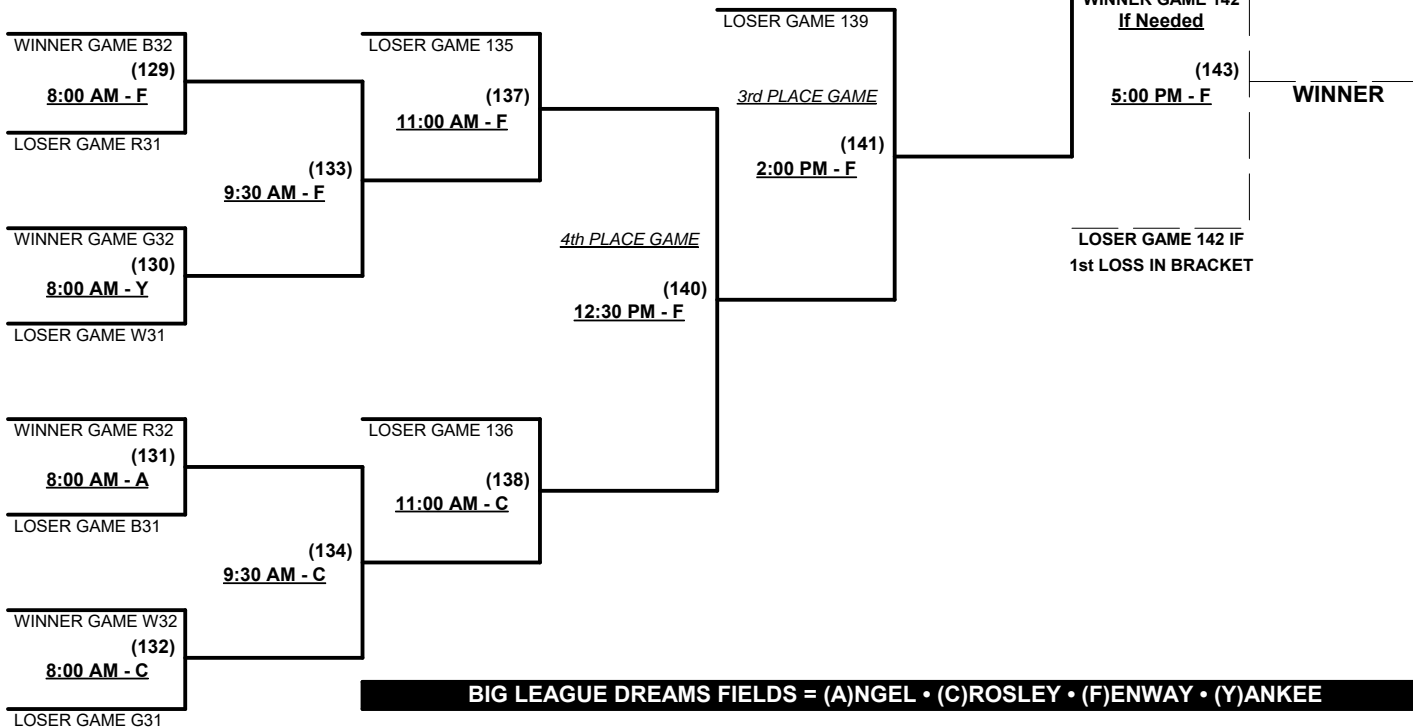 WINNER GAME 142
If Needed
(143)
5:00 PM - F
WINNER
LOSER GAME 142 IF
1st LOSS IN BRACKET
LOSER GAME 139
3rd PLACE GAME
(141)
2:00 PM - F
WINNER GAME B32
(129)
8:00 AM - F
LOSER GAME R31
LOSER GAME 135
(137)
11:00 AM - F
(133)
9:30 AM - F
WINNER GAME G32
(130)
8:00 AM - Y
LOSER GAME W31
4th PLACE GAME
(140)
12:30 PM - F
WINNER GAME R32
(131)
8:00 AM - A
LOSER GAME B31
LOSER GAME 136
(138)
11:00 AM - C
(134)
9:30 AM - C
WINNER GAME W32
(132)
8:00 AM - C
LOSER GAME G31
BIG LEAGUE DREAMS FIELDS = (A)NGEL • (C)ROSLEY • (F)ENWAY • (Y)ANKEE